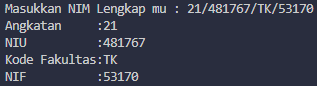 Masukkan NIM Lengkap mu : 21/481767/TK/53170
Angkatan     :21
NIU          :481767
Kode Fakultas:TK
NIF          :53170